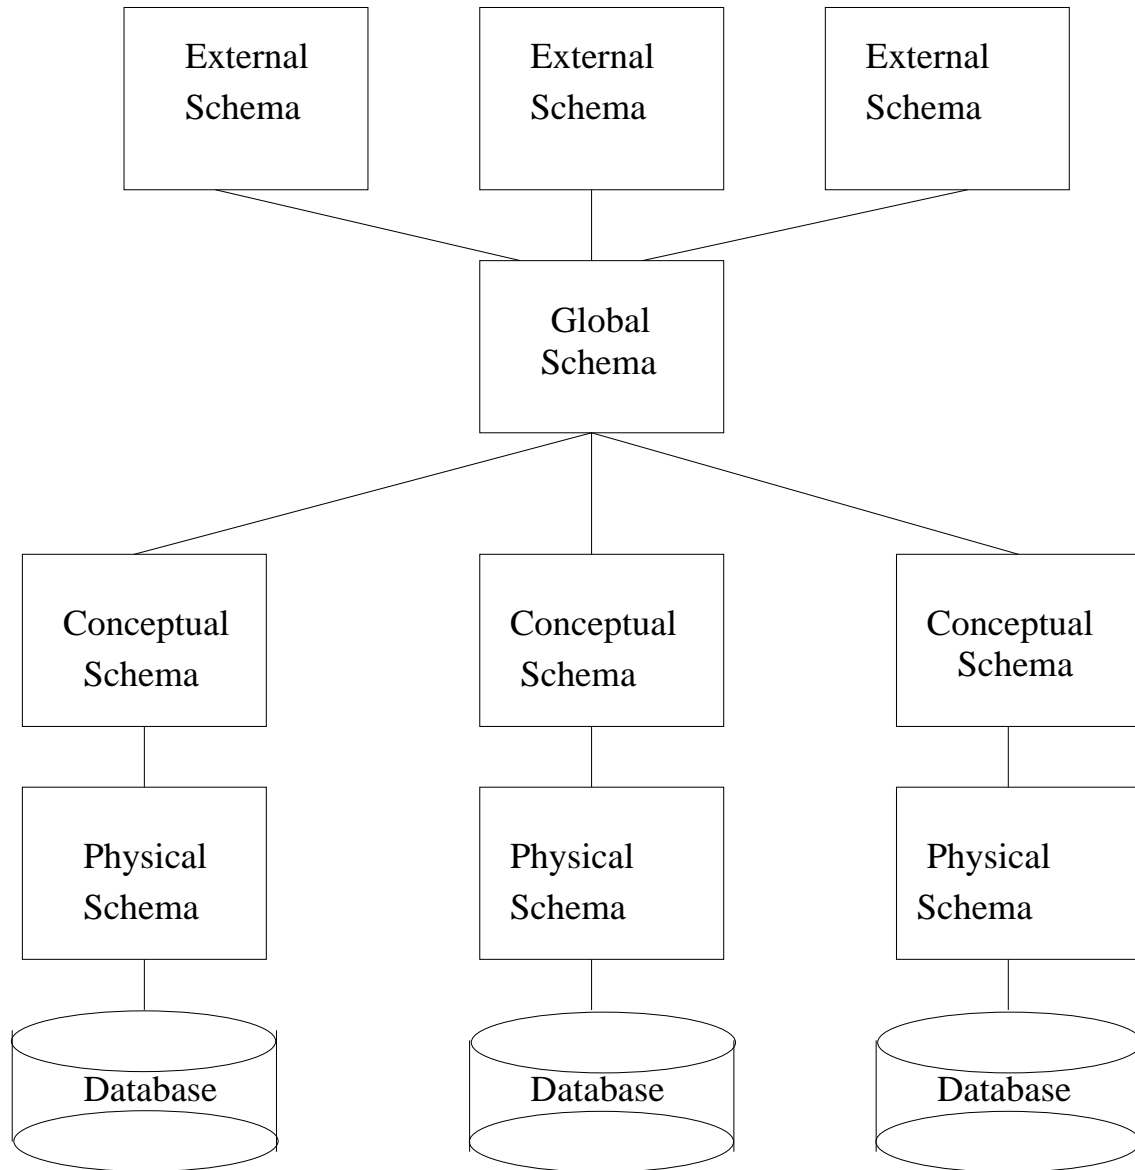 External
Schema
External
Schema
External
Schema
Global
Schema
Conceptual
Schema
Conceptual
Schema
Conceptual
Schema
Physical
Schema
Physical
Schema
Physical
Schema
Database
Database
Database